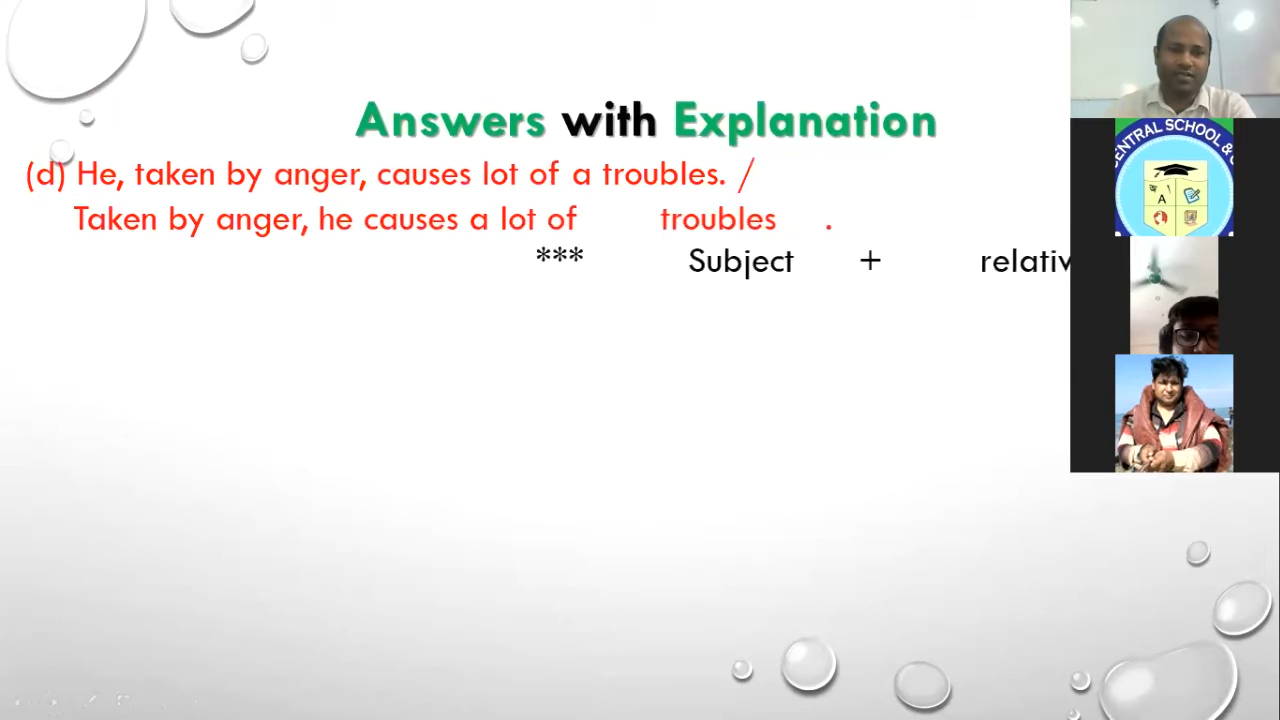 Answers with Explanation
(d) He, taken by anger, causes lot of a troubles. /
Taken by anger, he causes a lot of troubles .
*** Subject + relativ
ENTRAL SCHOOL &
অ
A